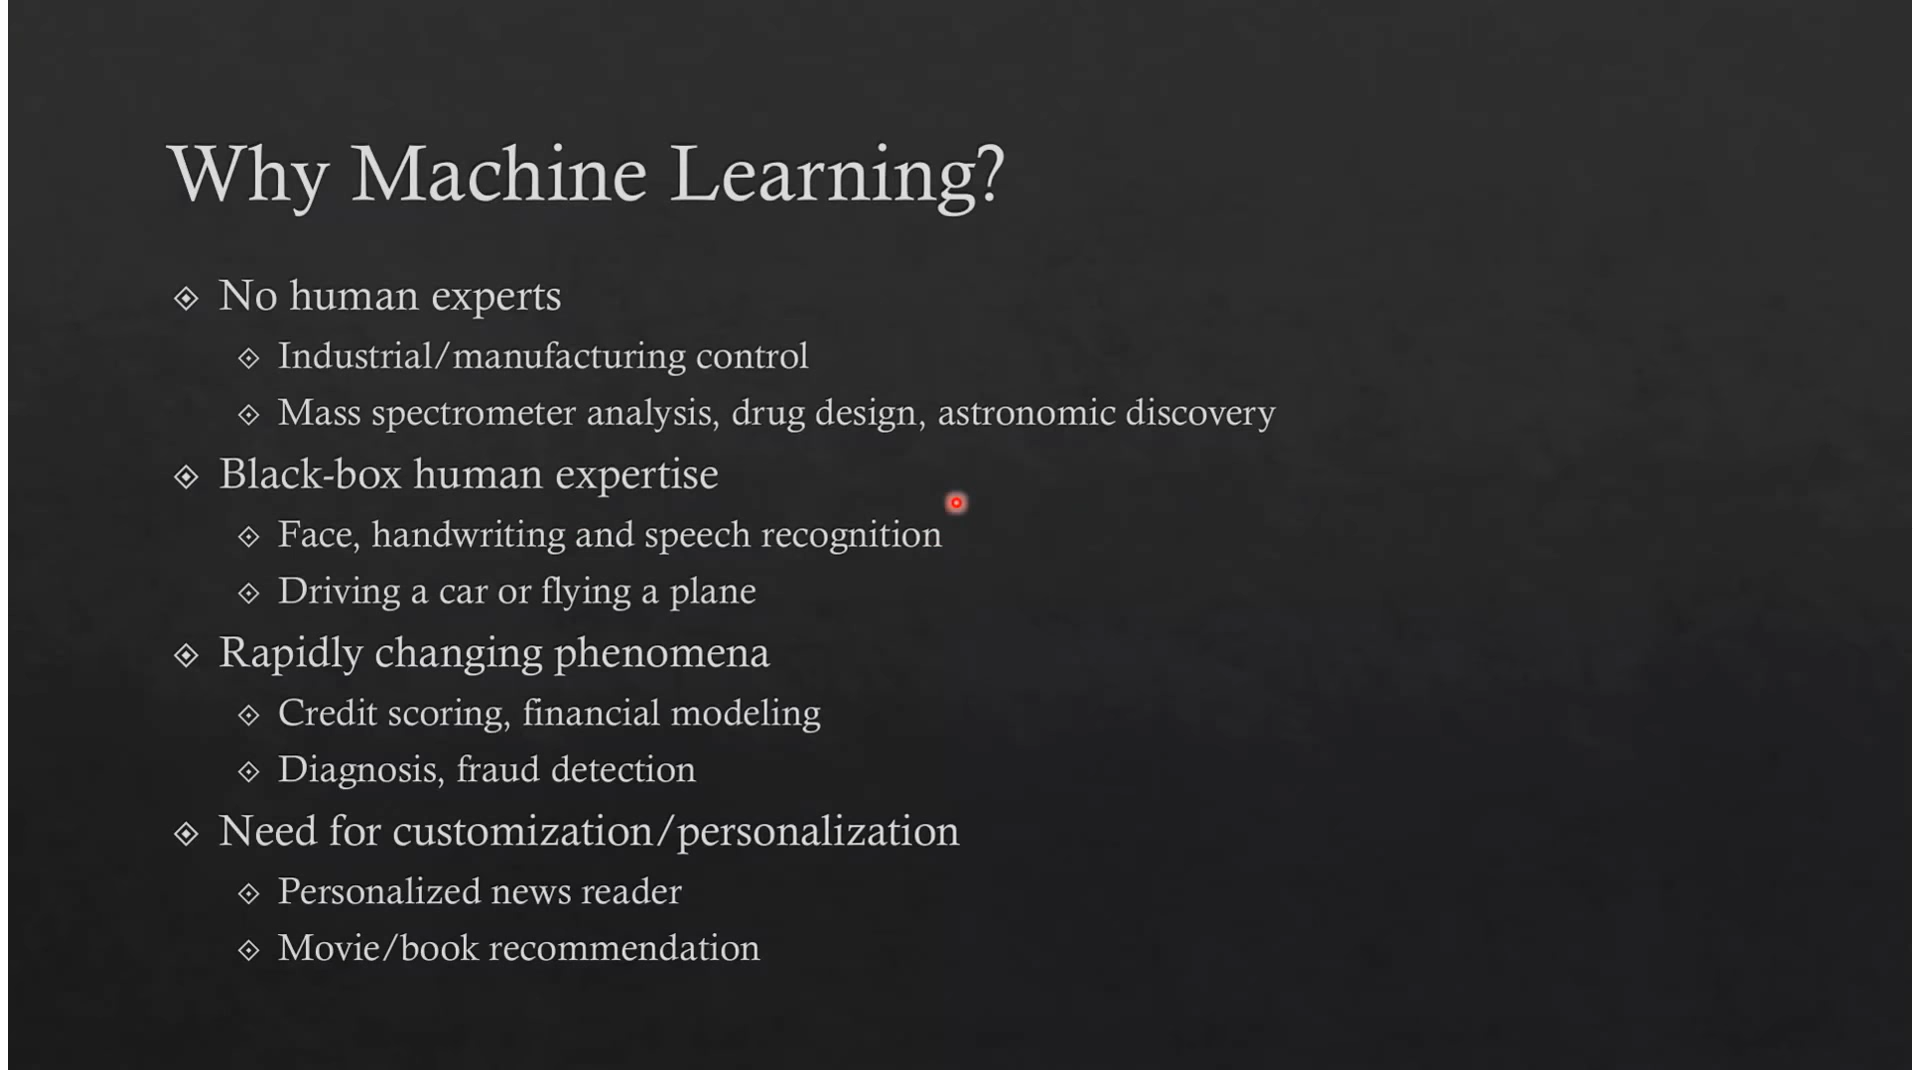 Why Machine Learning?
No human experts
Industrial/manufacturing control
Mass spectrometer analysis, drug design, astronomic discovery
Black-box human expertise
Face, handwriting and speech recognition
Driving a car or flying a plane
Rapidly changing phenomena
Credit scoring, financial modeling
Diagnosis, fraud detection
Need for customization/personalization
Personalized news reader
Movie/book recommendation